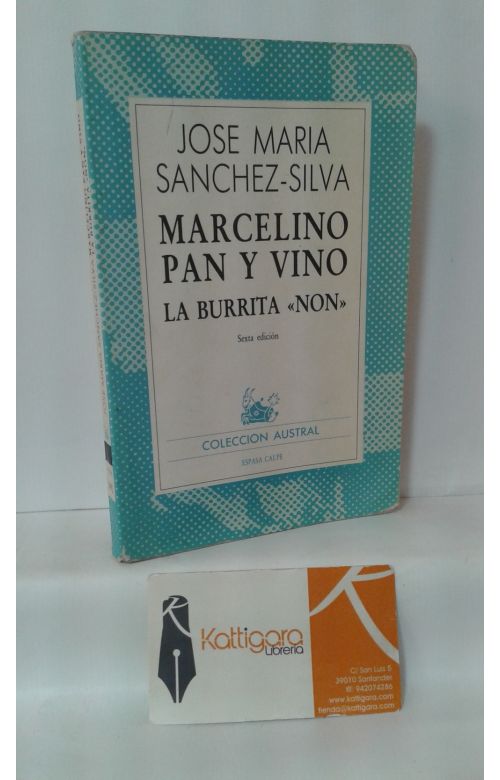 JOSE MARIA
SANCHEZ-SILVA
MARCELINO
PAN Y VINO
LA BURRITA «NON»
Sexta edición
COLECCION AUSTRAL
ESPASA CALPE
Kattigara
Librería
C/ San Luis 5
39010 Santander
tlf: 942074286
www.kattigara.com
tienda@kattigara.com